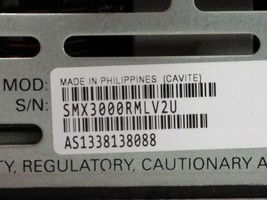 MADE IN PHILIPPINES (CAVITE)
MOD:
SMX3000RMLV2U
S/N:
AS1338138088
TY, REGULATORY, CAUTIONARY A